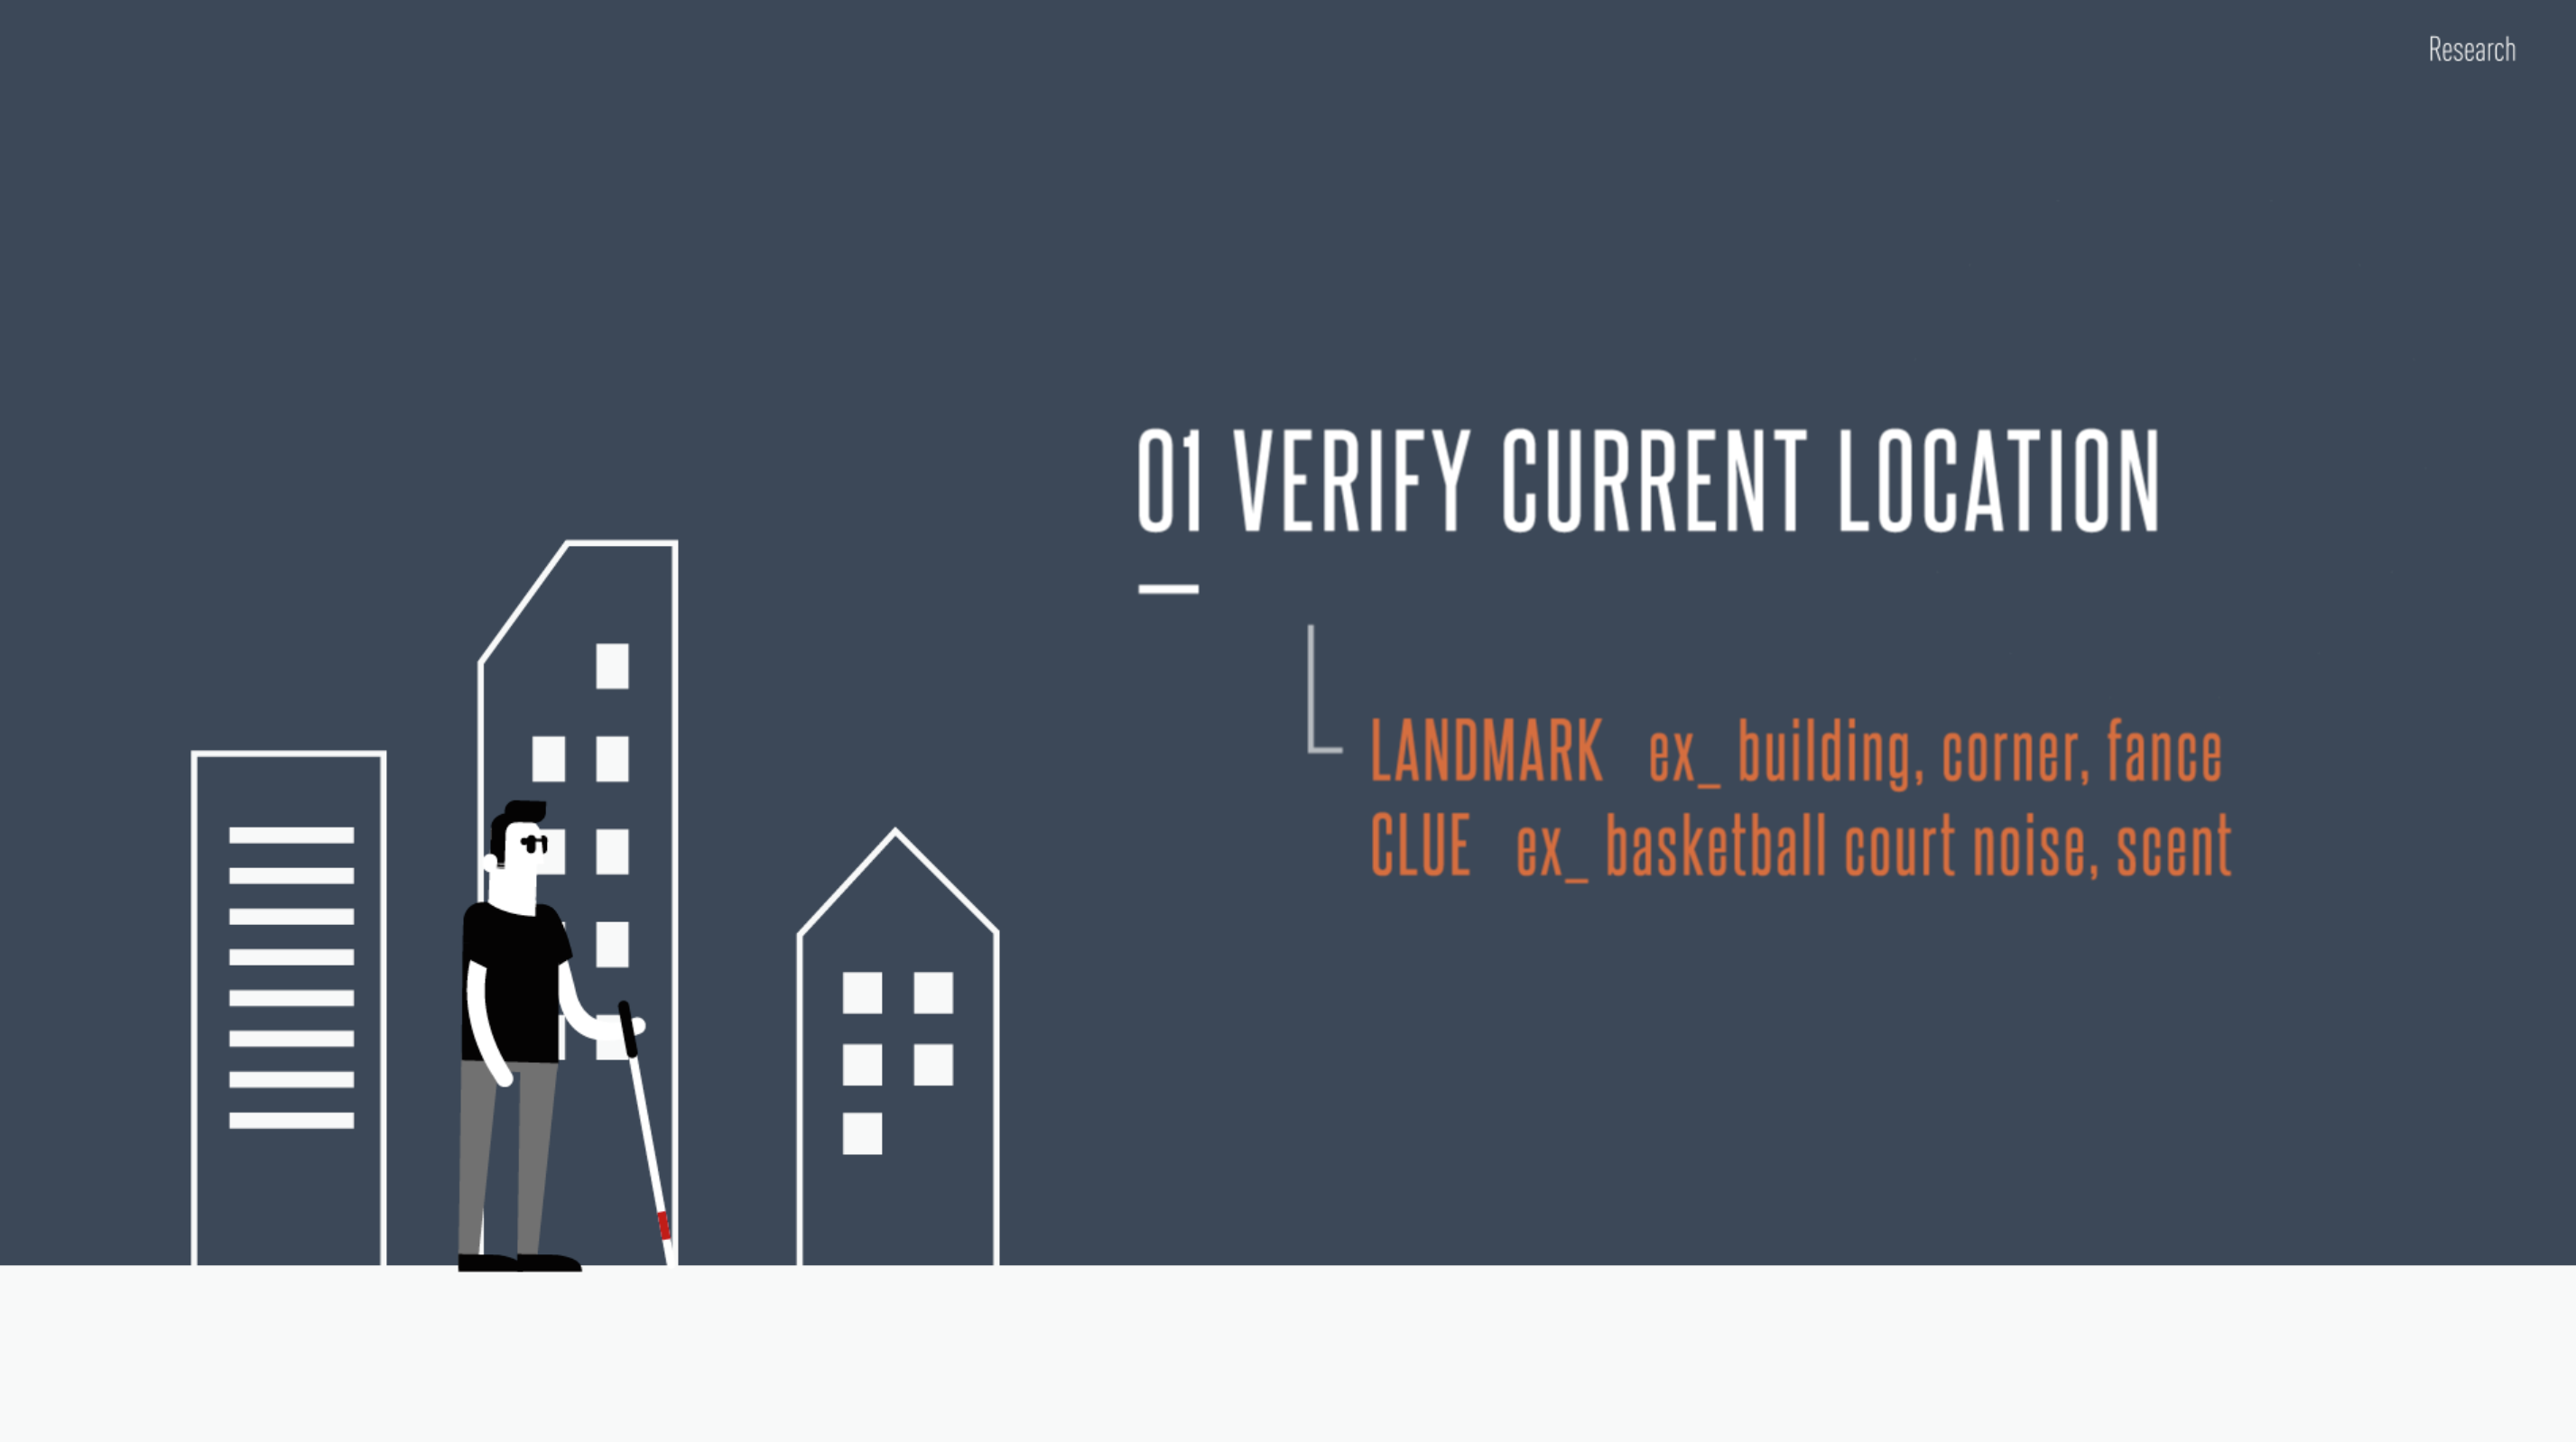 Research
01 VERIFY CURRENT LOCATION
LANDMARK ex_ building, corner, fance
CLUE ex_ basketball court noise, scent